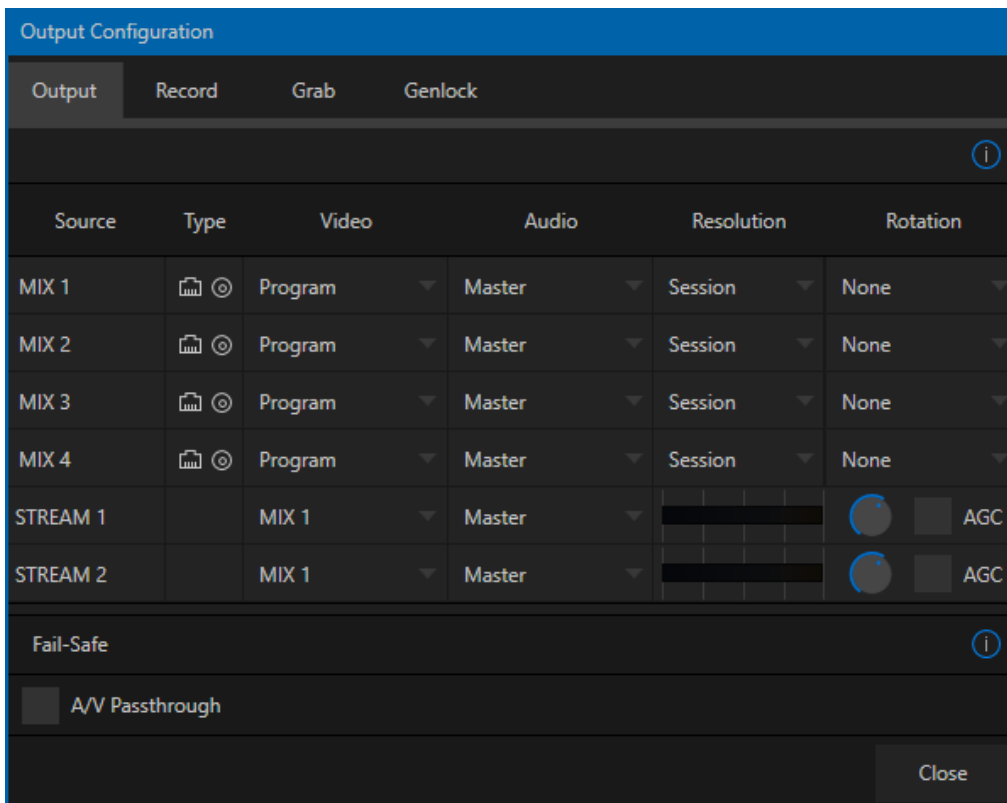 Output Configuration
Output Record Grab Genlock
Source Type Video Audio Resolution Rotation
MIX 1 Program Master Session None
MIX 2 Program Master Session None
MIX 3 Program Master Session None
MIX 4 Program Master Session None
STREAM 1 MIX 1 Master AGC
STREAM 2 MIX 1 Master AGC
Fail-Safe
A/V Passthrough
Close